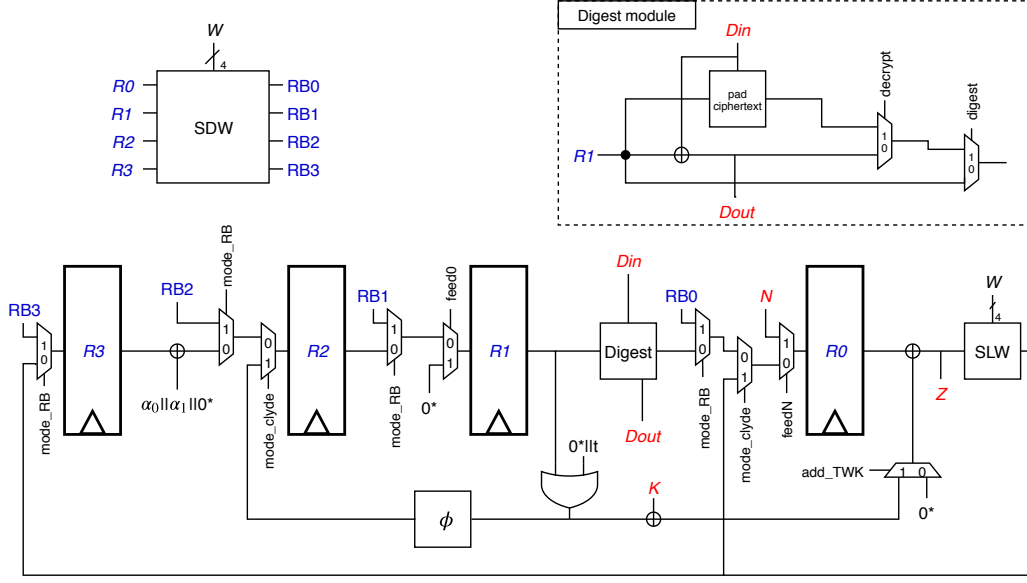 W
4
R0
R1
R2
R3
SDW
RB0
RB1
RB2
RB3
Digest module
Din
pad
ciphertext
decrypt
digest
1
0
1
0
R1
Dout
RB3
1
0
mode_RB
R3
RB2
mode_RB
1
0
α₀||α₁||0*
0
1
mode_clyde
R2
RB1
1
0
mode_RB
feed0
1
0
0*
R1
Din
Digest
Dout
0*||t
RB0
1
0
mode_RB
0
1
mode_clyde
N
1
0
feedN
R0
W
4
SLW
Z
add_TWK
1 0
0*
K
ϕ